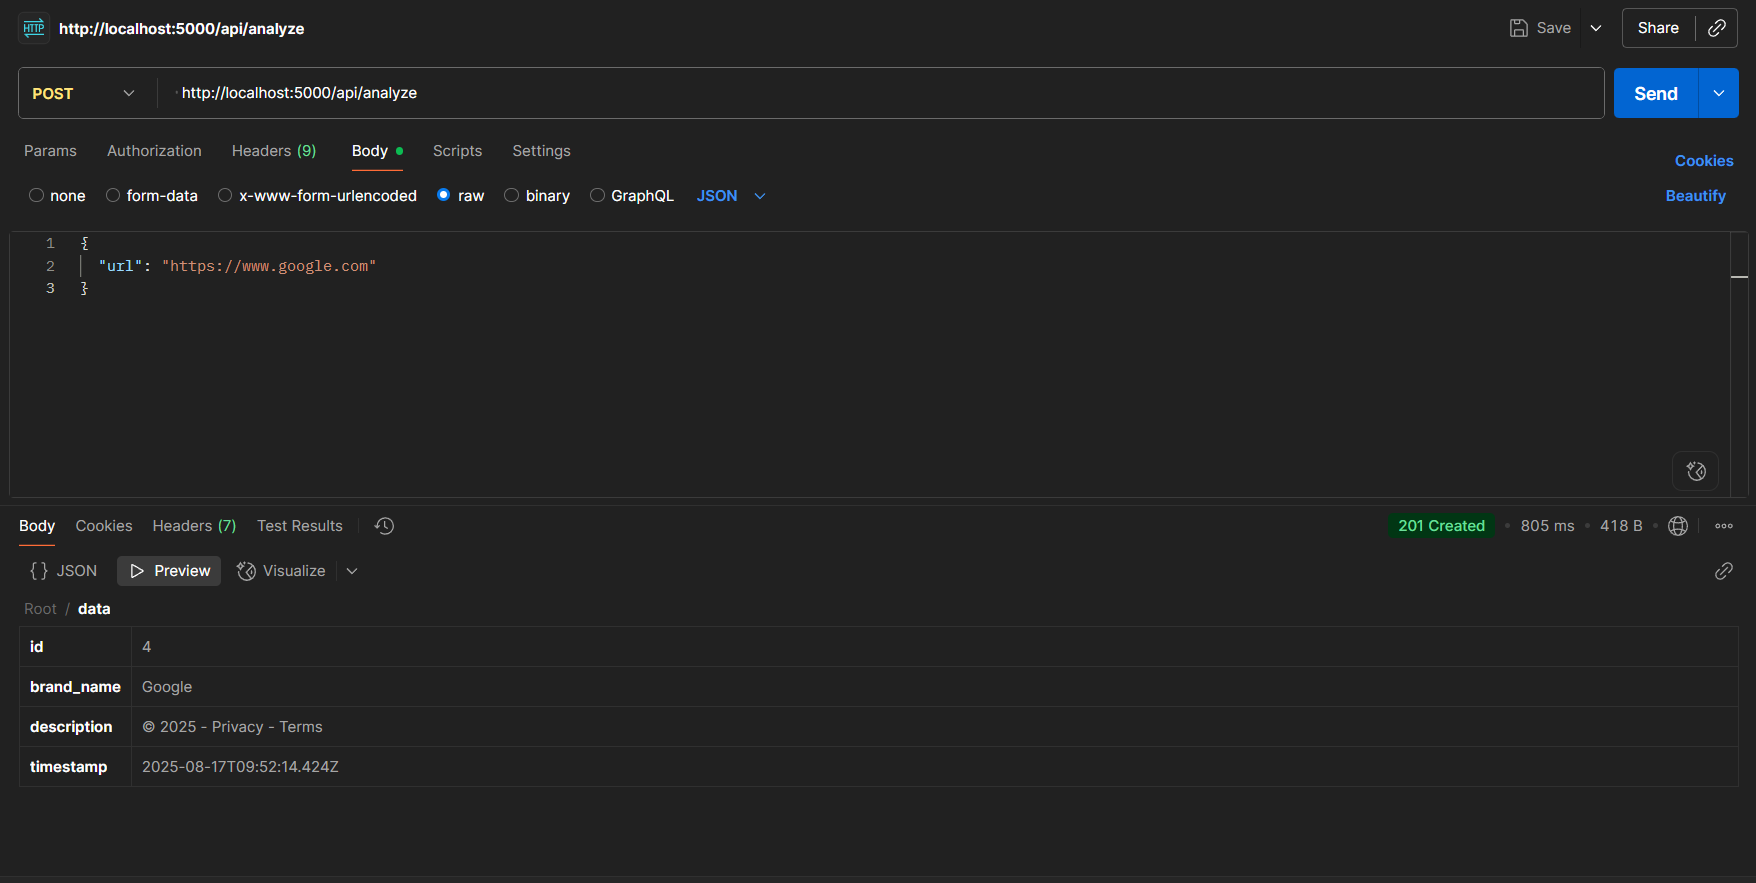 HTTP http://localhost:5000/api/analyze Save Share
POST http://localhost:5000/api/analyze Send
Params Authorization Headers (9) Body Scripts Settings Cookies
none form-data x-www-form-urlencoded raw binary GraphQL JSON Beautify
1 {
2 "url": "https://www.google.com"
3 }
Body Cookies Headers (7) Test Results 201 Created • 805 ms • 418 B •
{} JSON Preview Visualize
Root / data
id 4
brand_name Google
description © 2025 - Privacy - Terms
timestamp 2025-08-17T09:52:14.424Z